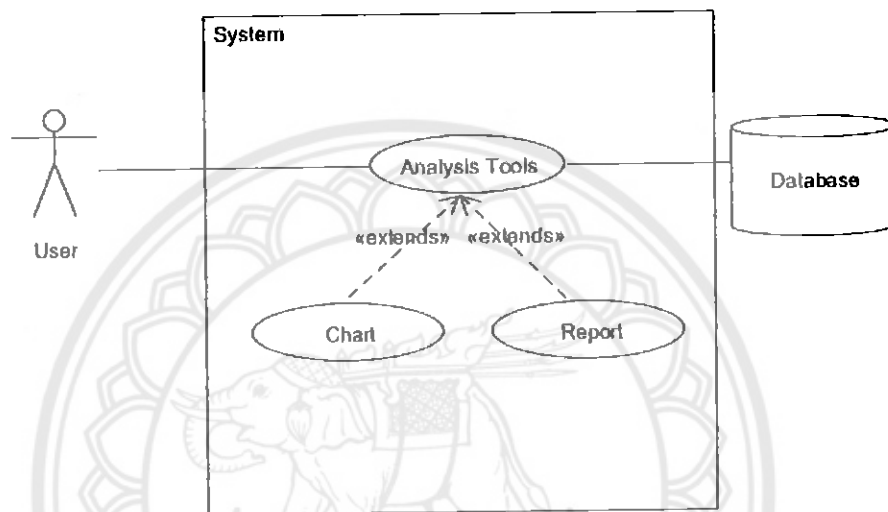 System
Analysis Tools
Database
User
«extends» «extends»
Chart
Report